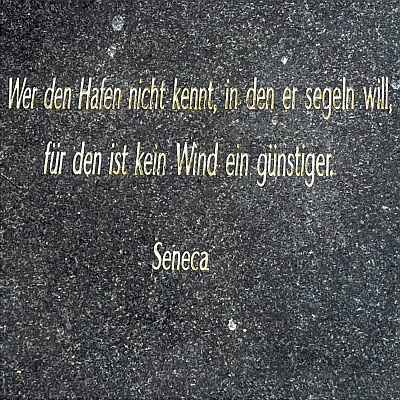 Wer den Hafen nicht kennt, in den er segeln will,
für den ist kein Wind ein günstiger.
Seneca